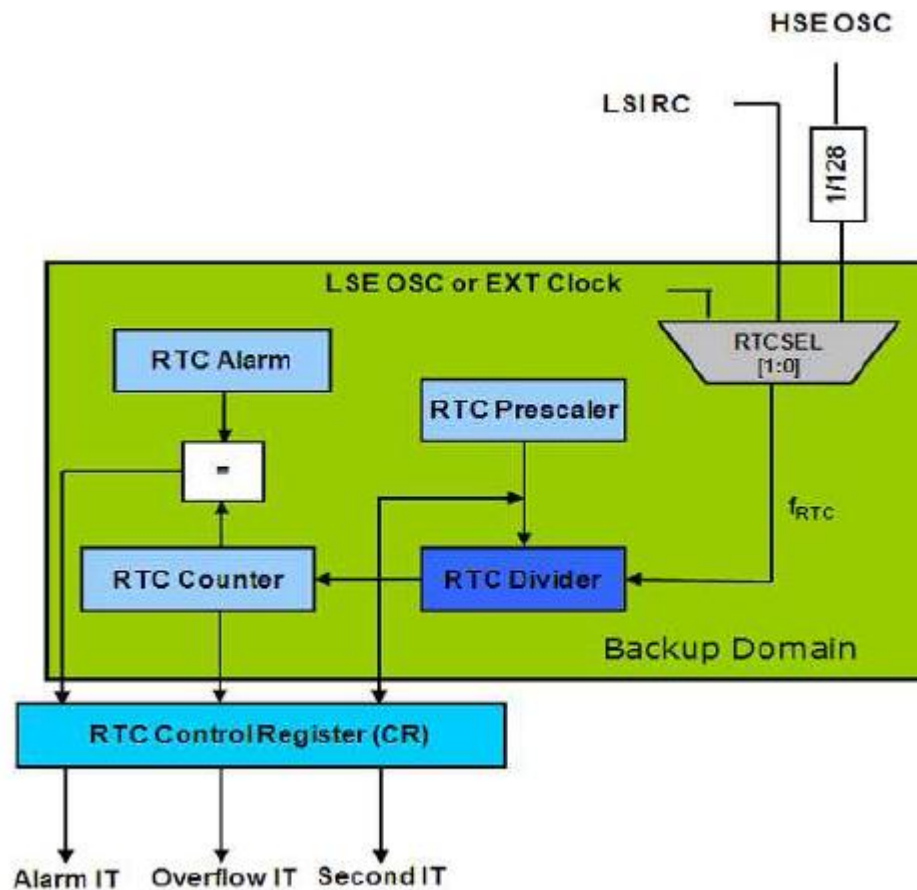 HSE OSC
LSI RC
1/128
LSE OSC or EXT Clock
RTCSEL
[1:0]
RTC Alarm
RTC Prescaler
=
fRTC
RTC Counter
RTC Divider
Backup Domain
RTC Control Register (CR)
Alarm IT
Overflow IT
Second IT